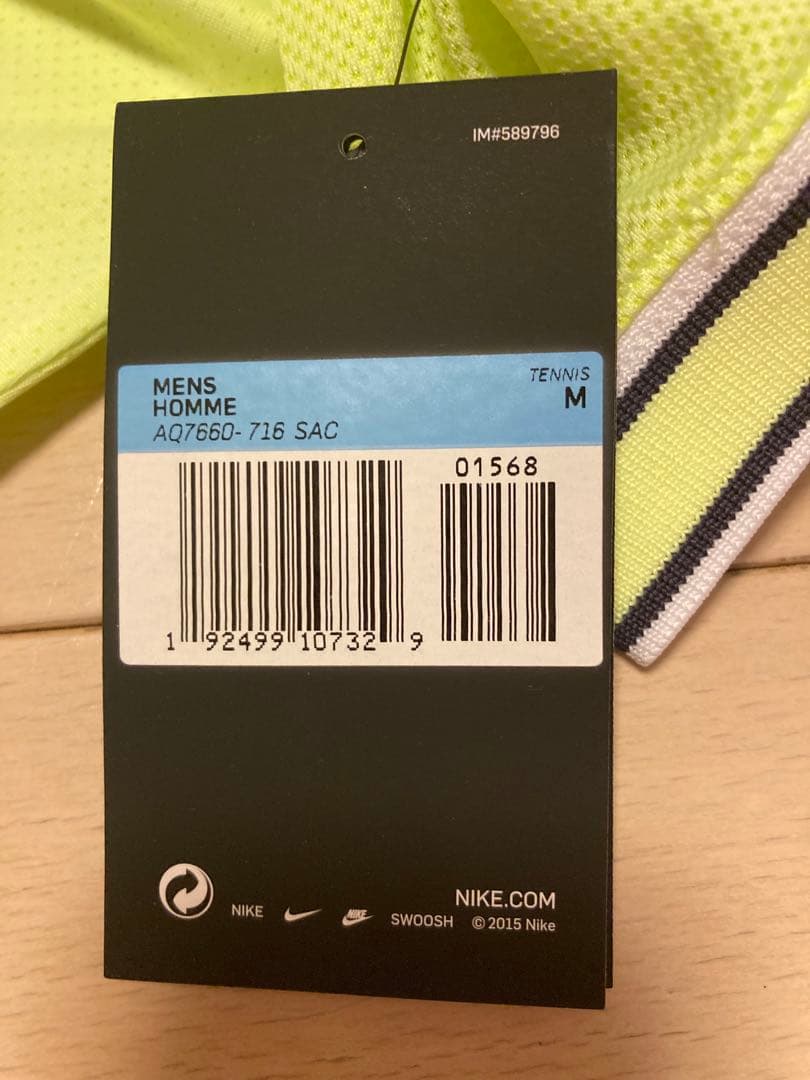 IM#589796
MENS
HOMME
TENNIS
M
AQ7660-716 SAC
01568
1 92499 10732 9
NIKE NIKE SWOOSH
NIKE.COM
© 2015 Nike